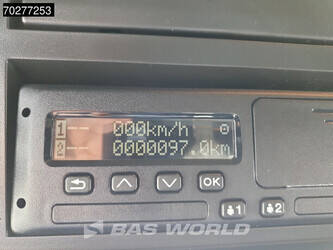 70277253
1 -- 000km/h
2 -- 0000097.0km
OK
1 2
BAS WORLD